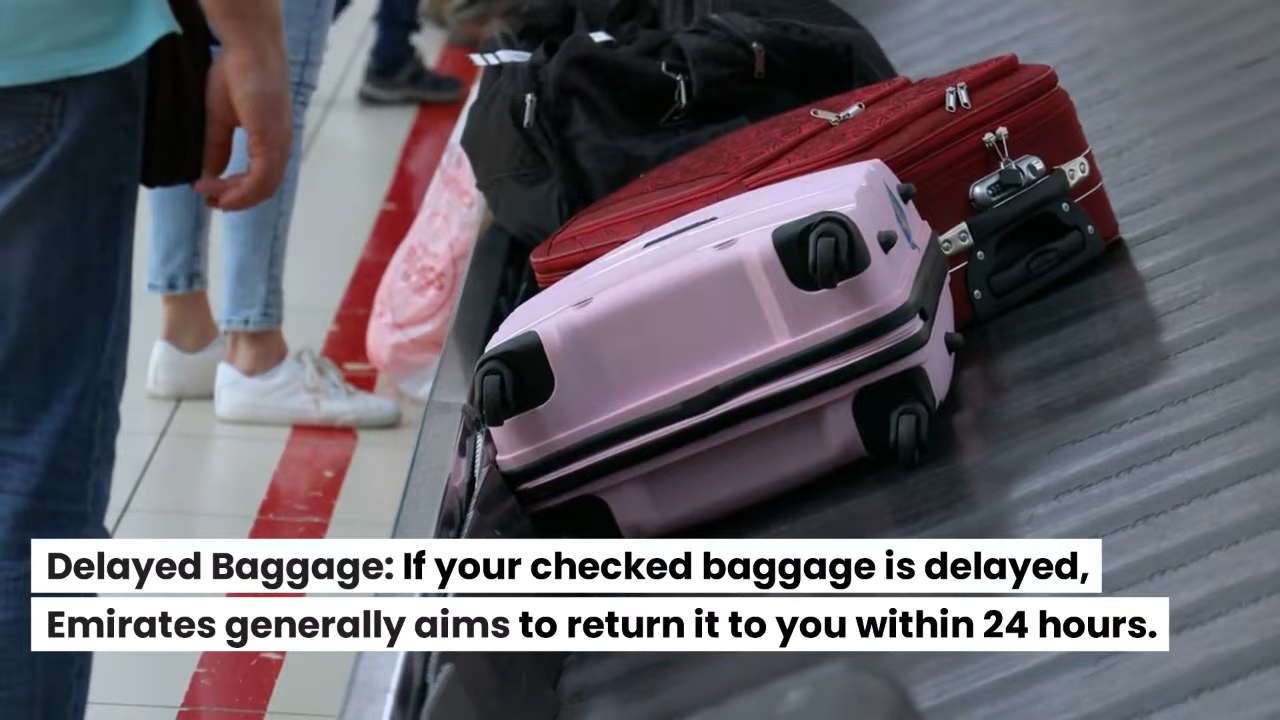 Delayed Baggage: If your checked baggage is delayed,
Emirates generally aims to return it to you within 24 hours.